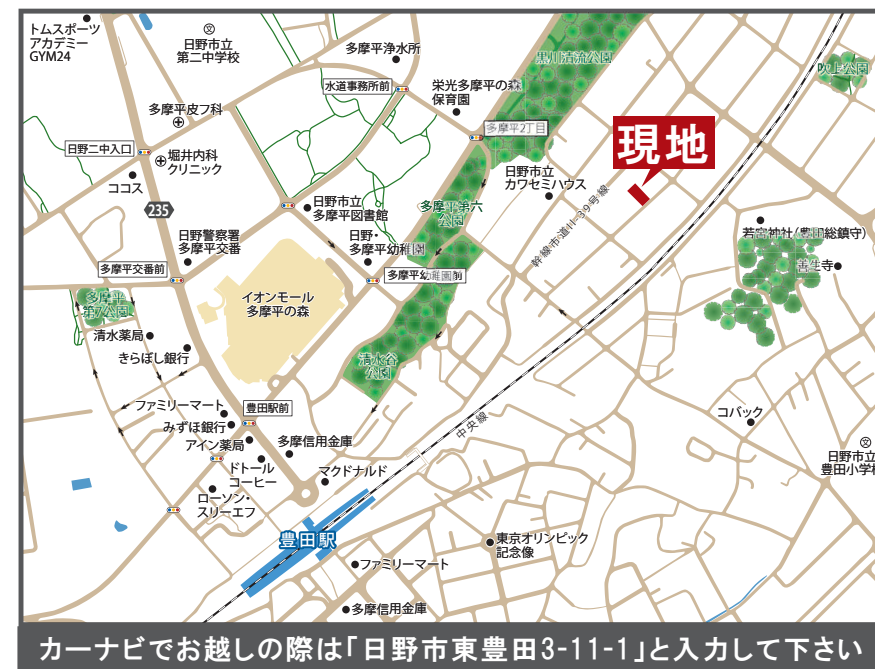 トムスポーツ
アカデミー
GYM24
日野市立
第二中学校
多摩平浄水所
黒川清流公園
吹上公園
水道事務所前
栄光多摩平の森
保育園
多摩平皮フ科
多摩平2丁目
現地
日野二中入口
堀井内科
クリニック
日野市立
カワセミハウス
ココス
235
日野市立
多摩平図書館
多摩平第六
公園
幹線市道Ⅱ-39号線
若宮神社(豊田総鎮守)
日野警察署
多摩平交番
日野・
多摩平幼稚園
善生寺
多摩平交番前
多摩平幼稚園前
イオンモール
多摩平の森
多摩平
第7公園
清水薬局
きらぼし銀行
清水谷
公園
ファミリーマート
豊田駅前
みずほ銀行
アイン薬局
中央線
コバック
多摩信用金庫
ドトール
コーヒー
マクドナルド
日野市立
豊田小学校
ローソン・
スリーエフ
豊田駅
東京オリンピック
記念像
ファミリーマート
多摩信用金庫
カーナビでお越しの際は「日野市東豊田3-11-1」と入力して下さい